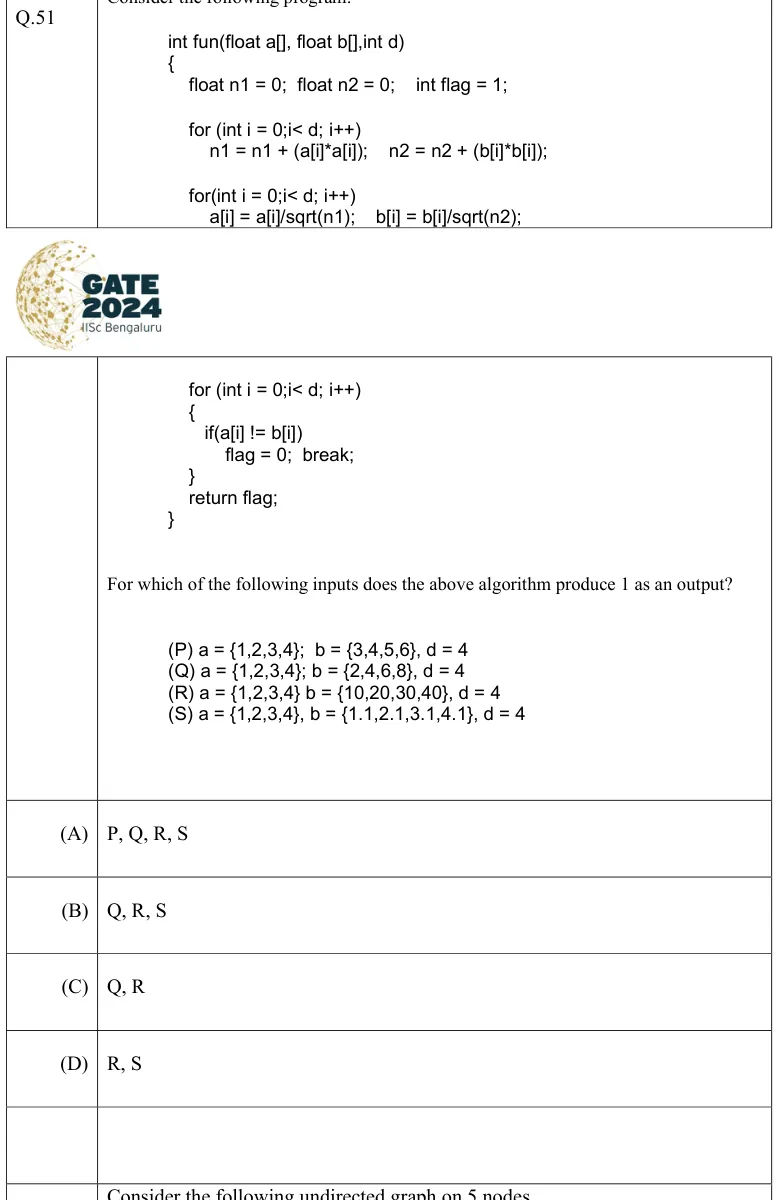 Consider the following program:
Q.51
int fun(float a[], float b[],int d)
{
float n1 = 0; float n2 = 0; int flag = 1;
for (int i = 0;i< d; i++)
n1 = n1 + (a[i]*a[i]); n2 = n2 + (b[i]*b[i]);
for(int i = 0;i< d; i++)
a[i] = a[i]/sqrt(n1); b[i] = b[i]/sqrt(n2);
GATE
2024
IISc Bengaluru
for (int i = 0;i< d; i++)
{
if(a[i] != b[i])
flag = 0; break;
}
return flag;
}
For which of the following inputs does the above algorithm produce 1 as an output?
(P) a = {1,2,3,4}; b = {3,4,5,6}, d = 4
(Q) a = {1,2,3,4}; b = {2,4,6,8}, d = 4
(R) a = {1,2,3,4} b = {10,20,30,40}, d = 4
(S) a = {1,2,3,4}, b = {1.1,2.1,3.1,4.1}, d = 4
(A) P, Q, R, S
(B) Q, R, S
(C) Q, R
(D) R, S
Consider the following undirected graph on 5 nodes